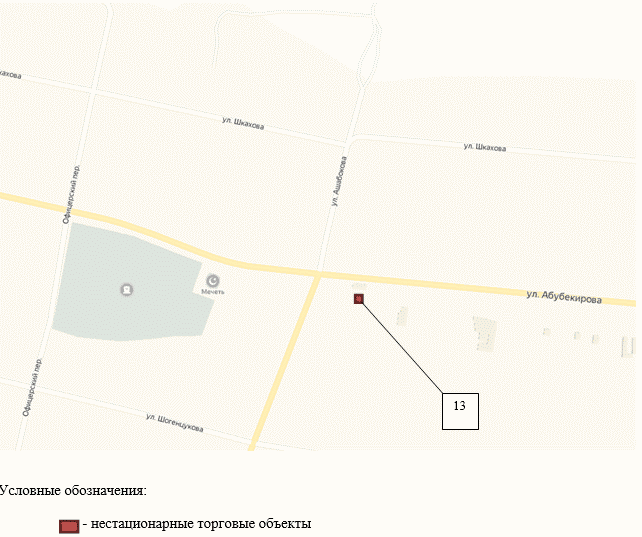 кахова
ул. Шкахова
ул. Шкахова
ул. Ашабокова
Офицерский пер.
Мечеть
ул. Абубекирова
Офицерский пер.
13
ул. Шогенцукова
Условные обозначения:
- нестационарные торговые объекты